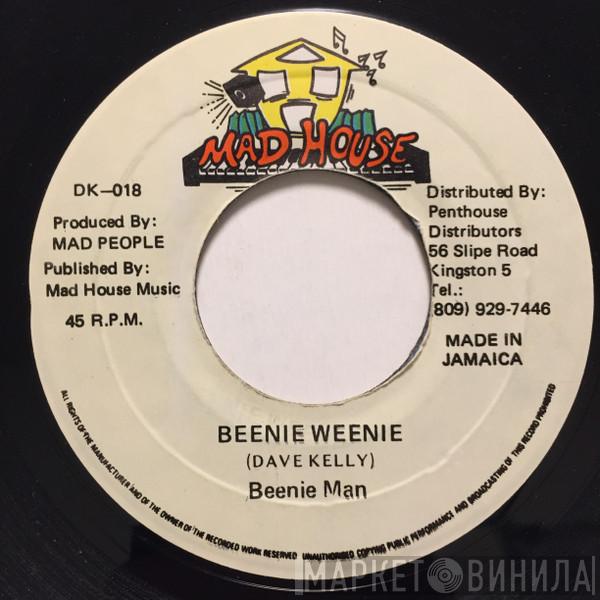 MAD HOUSE
DK-018
Produced By:
MAD PEOPLE
Published By:
Mad House Music
45 R.P.M.
Distributed By:
Penthouse
Distributors
56 Slipe Road
Kingston 5
Tel.:
(809) 929-7446
MADE IN
JAMAICA
BEENIE WEENIE
(DAVE KELLY)
Beenie Man
ALL RIGHTS OF THE MANUFACTURER AND OF THE OWNER OF THE RECORDED WORK RESERVED UNAUTHORISED COPYING PUBLIC PERFORMANCE AND BROADCASTING OF THIS RECORD PROHIBITED
МАРКЕТ ВИНИЛА